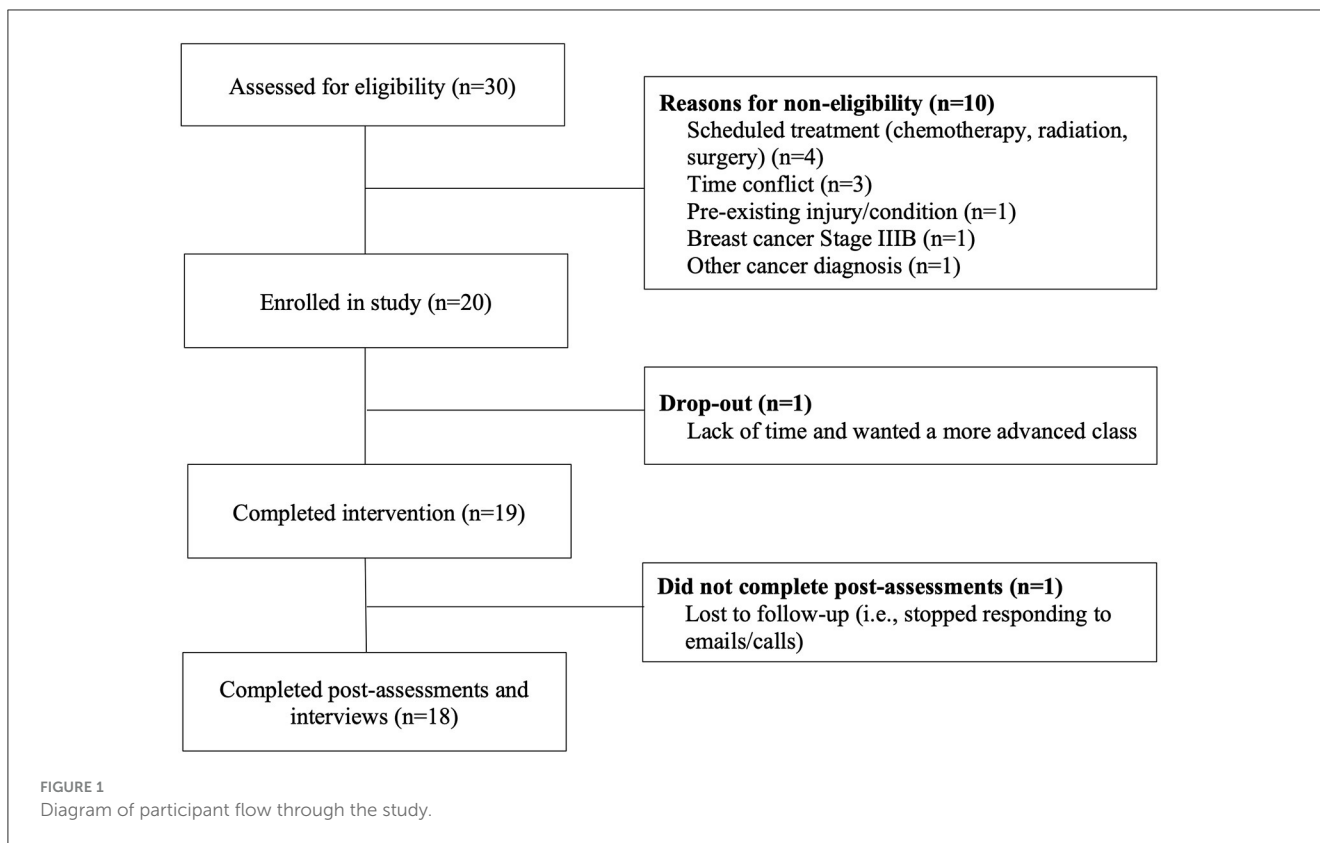 Assessed for eligibility (n=30)
Reasons for non-eligibility (n=10)
Scheduled treatment (chemotherapy, radiation,
surgery) (n=4)
Time conflict (n=3)
Pre-existing injury/condition (n=1)
Breast cancer Stage IIIB (n=1)
Other cancer diagnosis (n=1)
Enrolled in study (n=20)
Drop-out (n=1)
Lack of time and wanted a more advanced class
Completed intervention (n=19)
Did not complete post-assessments (n=1)
Lost to follow-up (i.e., stopped responding to
emails/calls)
Completed post-assessments and
interviews (n=18)
FIGURE 1
Diagram of participant flow through the study.